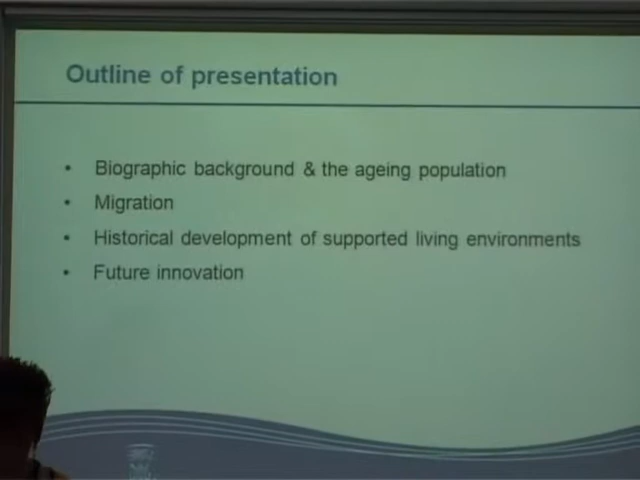 Outline of presentation
• Biographic background & the ageing population
• Migration
• Historical development of supported living environments
• Future innovation